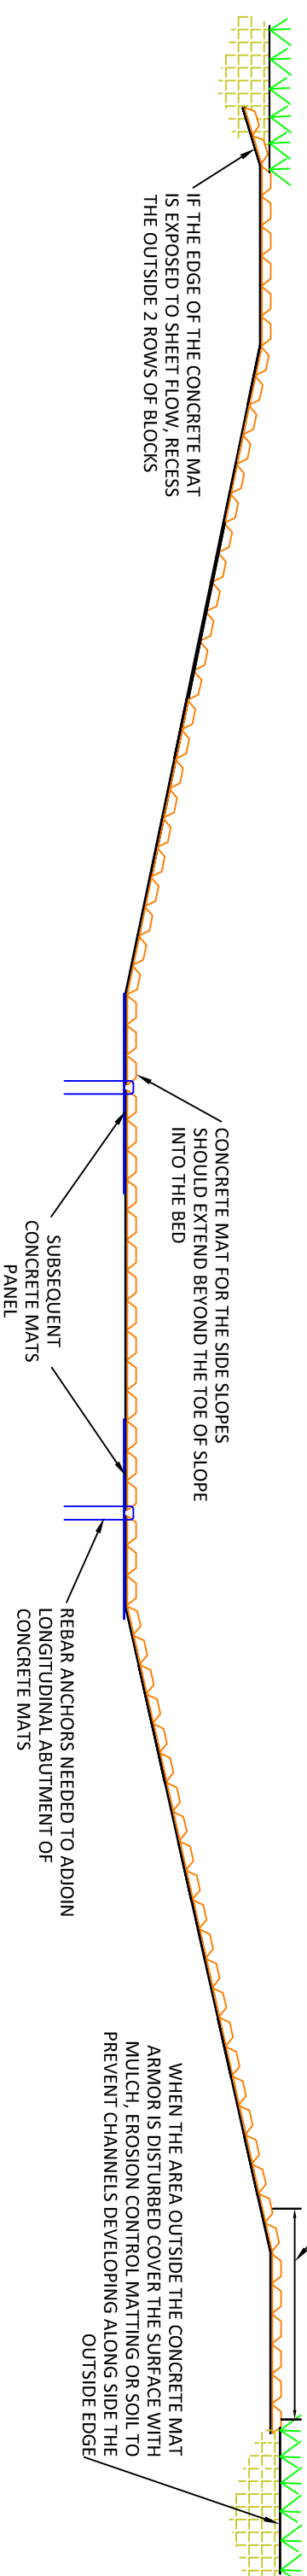 IF THE EDGE OF THE CONCRETE MAT
IS EXPOSED TO SHEET FLOW, RECESS
THE OUTSIDE 2 ROWS OF BLOCKS
CONCRETE MAT FOR THE SIDE SLOPES
SHOULD EXTEND BEYOND THE TOE OF SLOPE
INTO THE BED
SUBSEQUENT
CONCRETE MATS
PANEL
REBAR ANCHORS NEEDED TO ADJOIN
LONGITUDINAL ABUTMENT OF
CONCRETE MATS
WHEN THE AREA OUTSIDE THE CONCRETE MAT
ARMOR IS DISTURBED COVER THE SURFACE WITH
MULCH, EROSION CONTROL MATTING OR SOIL TO
PREVENT CHANNELS DEVELOPING ALONG SIDE THE
OUTSIDE EDGE